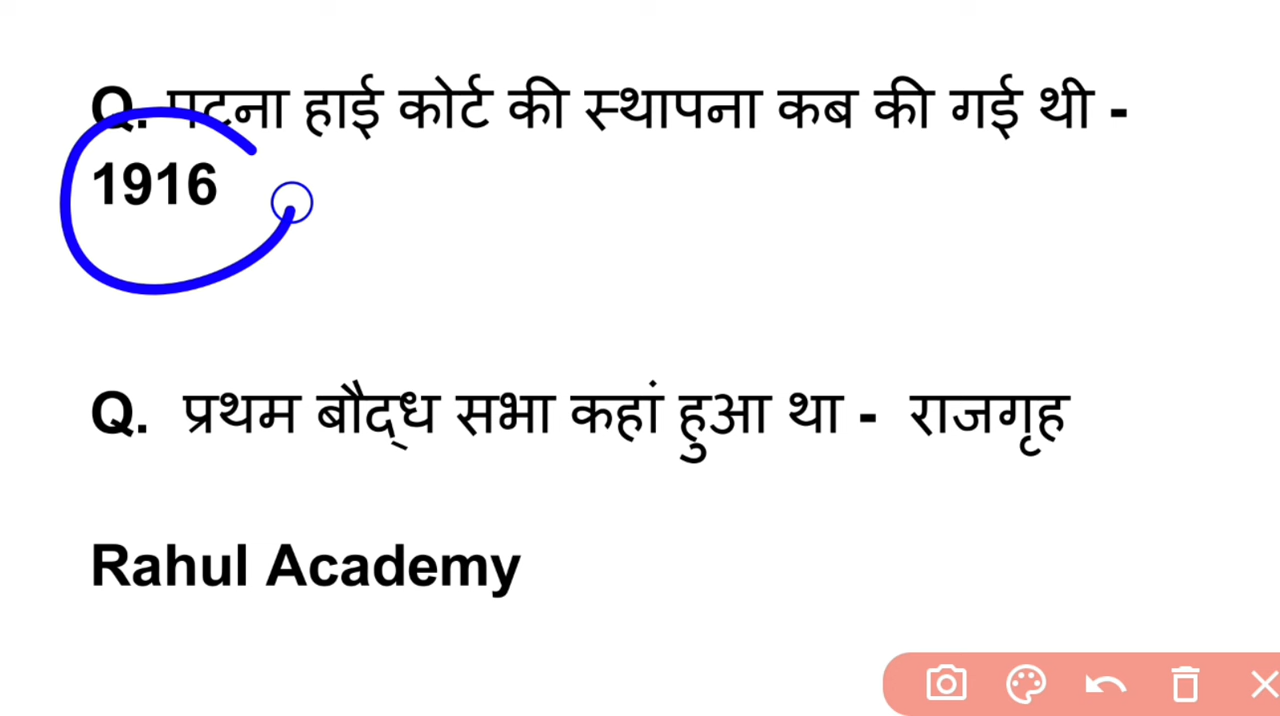 Q. पटना हाई कोर्ट की स्थापना कब की गई थी -
1916
Q. प्रथम बौद्ध सभा कहां हुआ था - राजगृह
Rahul Academy